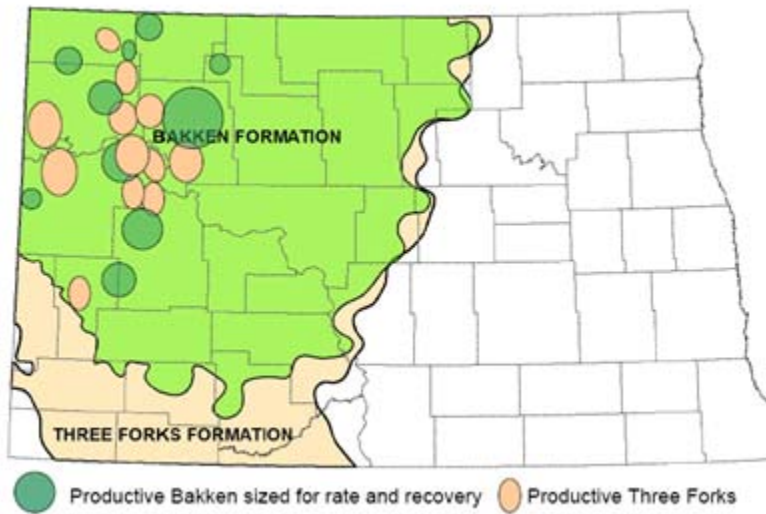 BAKKEN FORMATION
THREE FORKS FORMATION
Productive Bakken sized for rate and recovery
Productive Three Forks